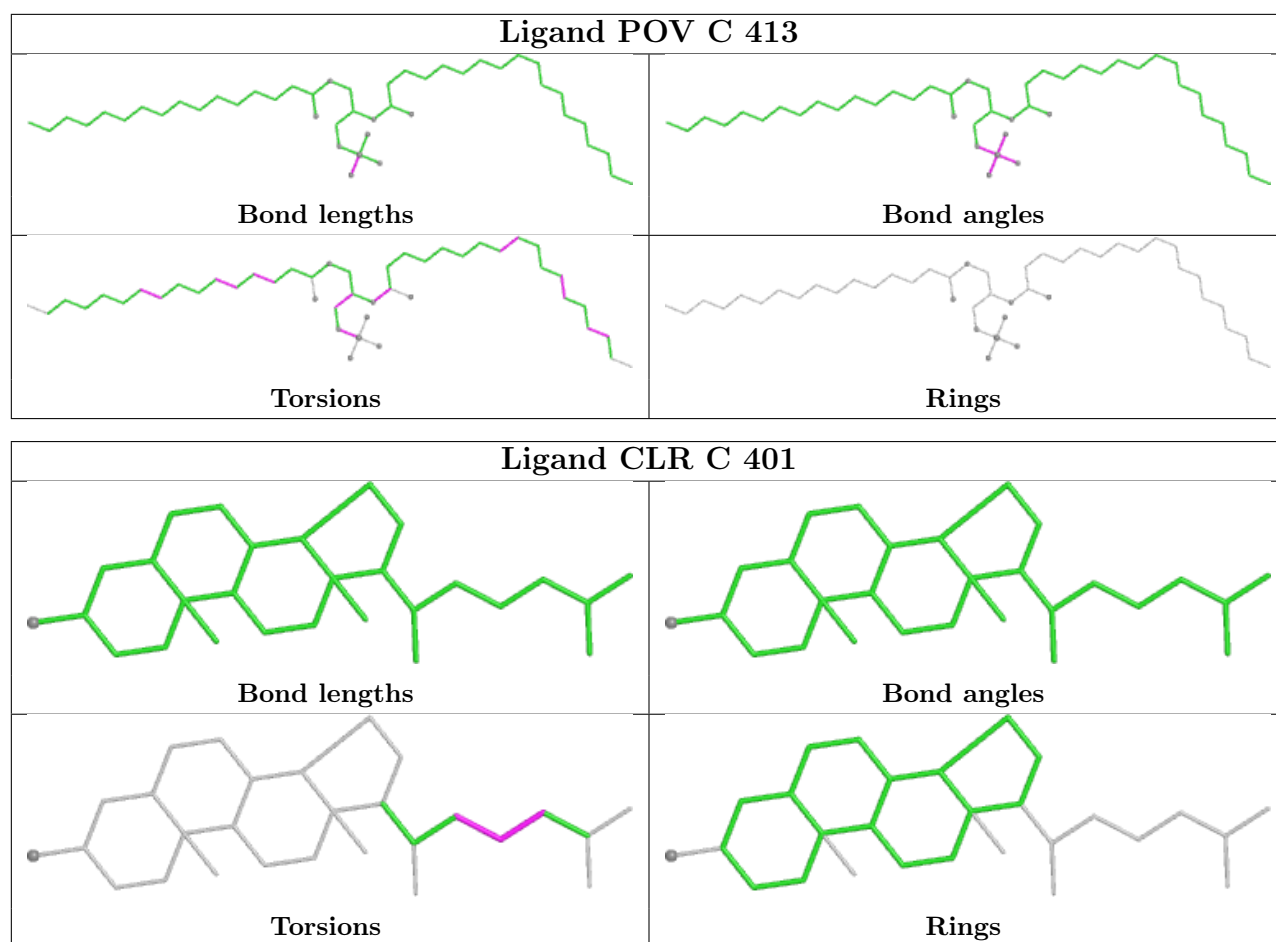 Ligand POV C 413
Bond lengths
Bond angles
Torsions
Rings
Ligand CLR C 401
Bond lengths
Bond angles
Torsions
Rings